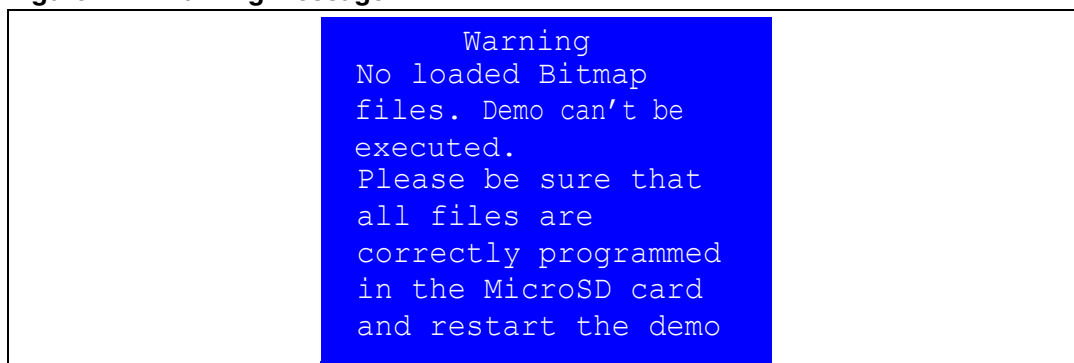 Warning
No loaded Bitmap
files. Demo can't be
executed.
Please be sure that
all files are
correctly programmed
in the MicroSD card
and restart the demo